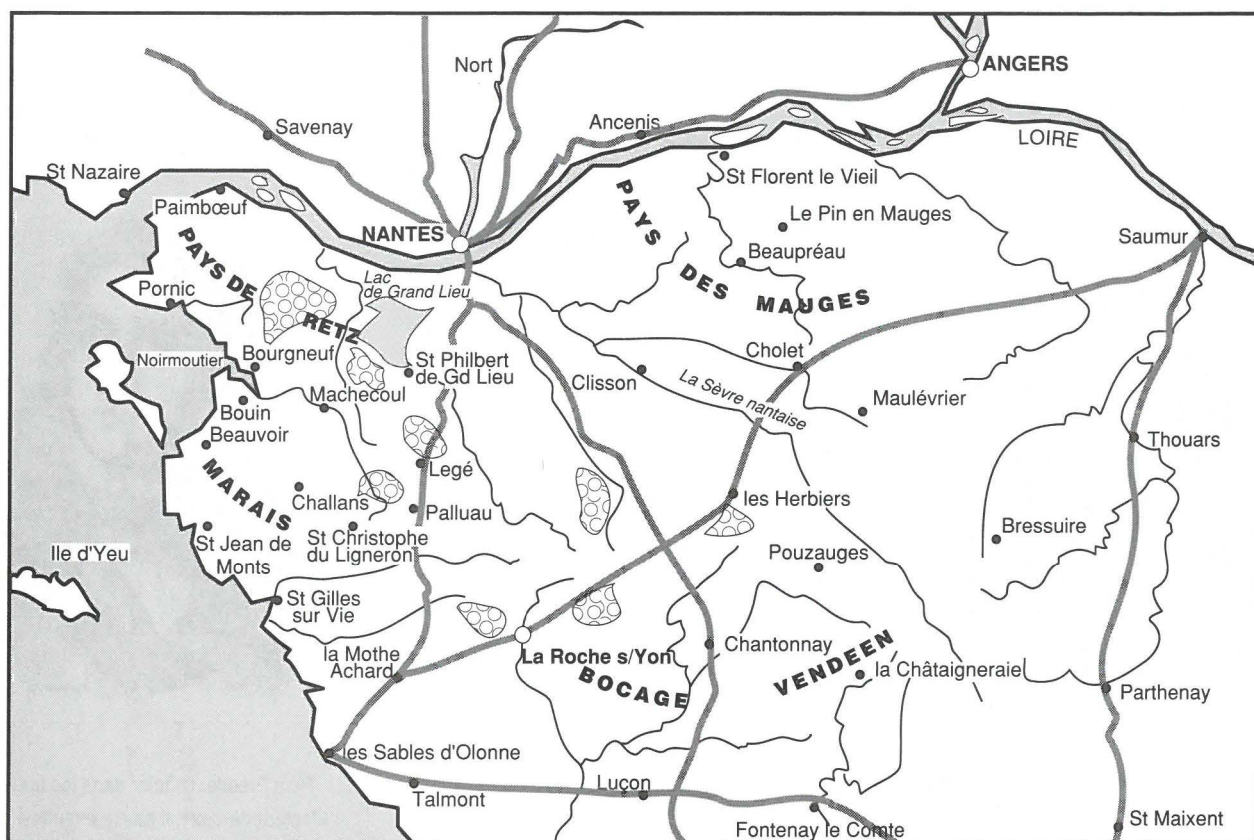 Nort
ANGERS
Savenay
Ancenis
LOIRE
St Nazaire
St Florent le Vieil
Paimbœuf
PAYS DES MAUGES
Le Pin en Mauges
NANTES
Saumur
Beaupréau
PAYS DE RETZ
Lac
de Grand Lieu
Pornic
Noirmoutier
Bourgneuf
St Philbert
de Gd Lieu
Cholet
Clisson
La Sèvre nantaise
Machecoul
Maulévrier
Bouin
Beauvoir
Thouars
MARAIS
Legé
Challans
les Herbiers
Palluau
Bressuire
St Jean de
Monts
St Christophe
du Ligneron
Ile d'Yeu
Pouzauges
St Gilles
sur Vie
la Mothe
Achard
La Roche s/Yon
Chantonnay
BOCAGE VENDEEN
la Châtaigneraie
Parthenay
les Sables d'Olonne
Talmont
Luçon
Fontenay le Comte
St Maixent